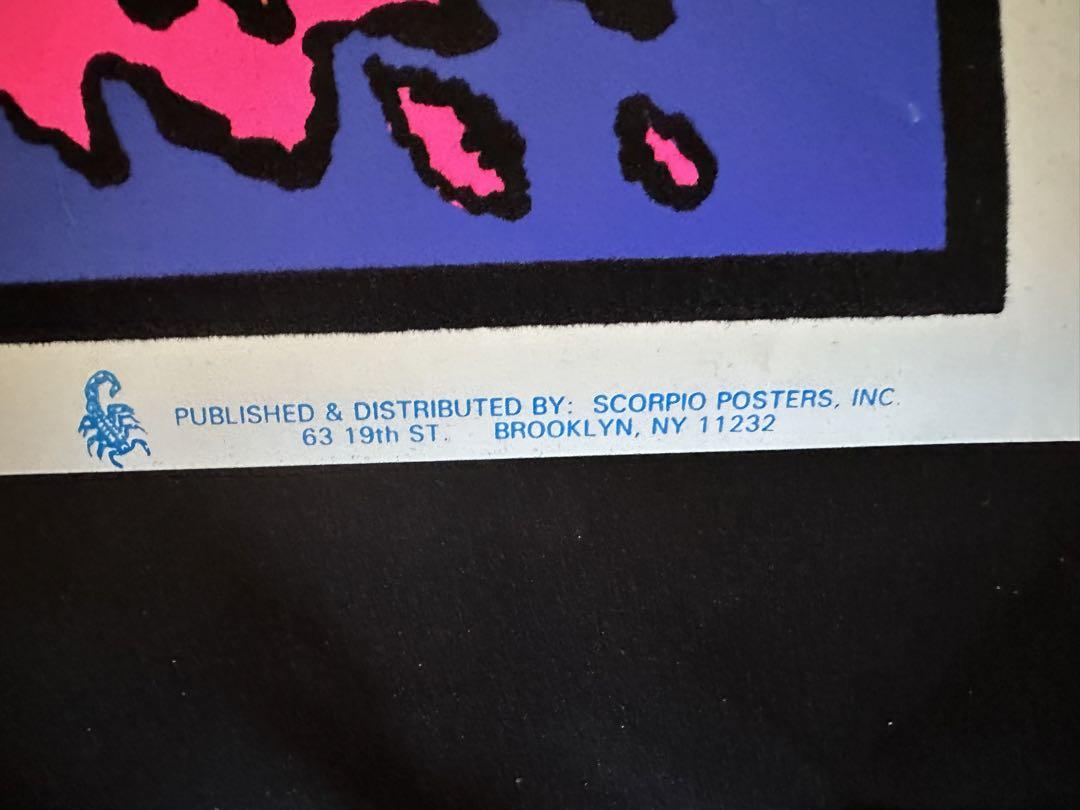 PUBLISHED & DISTRIBUTED BY: SCORPIO POSTERS, INC.
63 19th ST. BROOKLYN, NY 11232